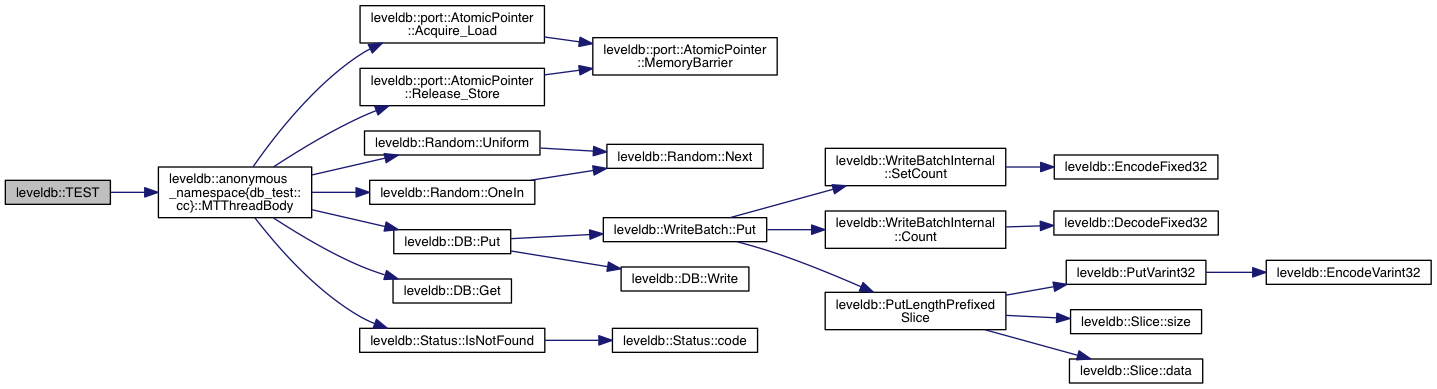 leveldb::TEST
leveldb::anonymous
_namespace{db_test::
cc}::MTThreadBody
leveldb::port::AtomicPointer
::Acquire_Load
leveldb::port::AtomicPointer
::Release_Store
leveldb::Random::Uniform
leveldb::Random::OneIn
leveldb::DB::Put
leveldb::DB::Get
leveldb::Status::IsNotFound
leveldb::port::AtomicPointer
::MemoryBarrier
leveldb::Random::Next
leveldb::WriteBatch::Put
leveldb::DB::Write
leveldb::Status::code
leveldb::WriteBatchInternal
::SetCount
leveldb::WriteBatchInternal
::Count
leveldb::PutLengthPrefixed
Slice
leveldb::EncodeFixed32
leveldb::DecodeFixed32
leveldb::PutVarint32
leveldb::Slice::size
leveldb::Slice::data
leveldb::EncodeVarint32